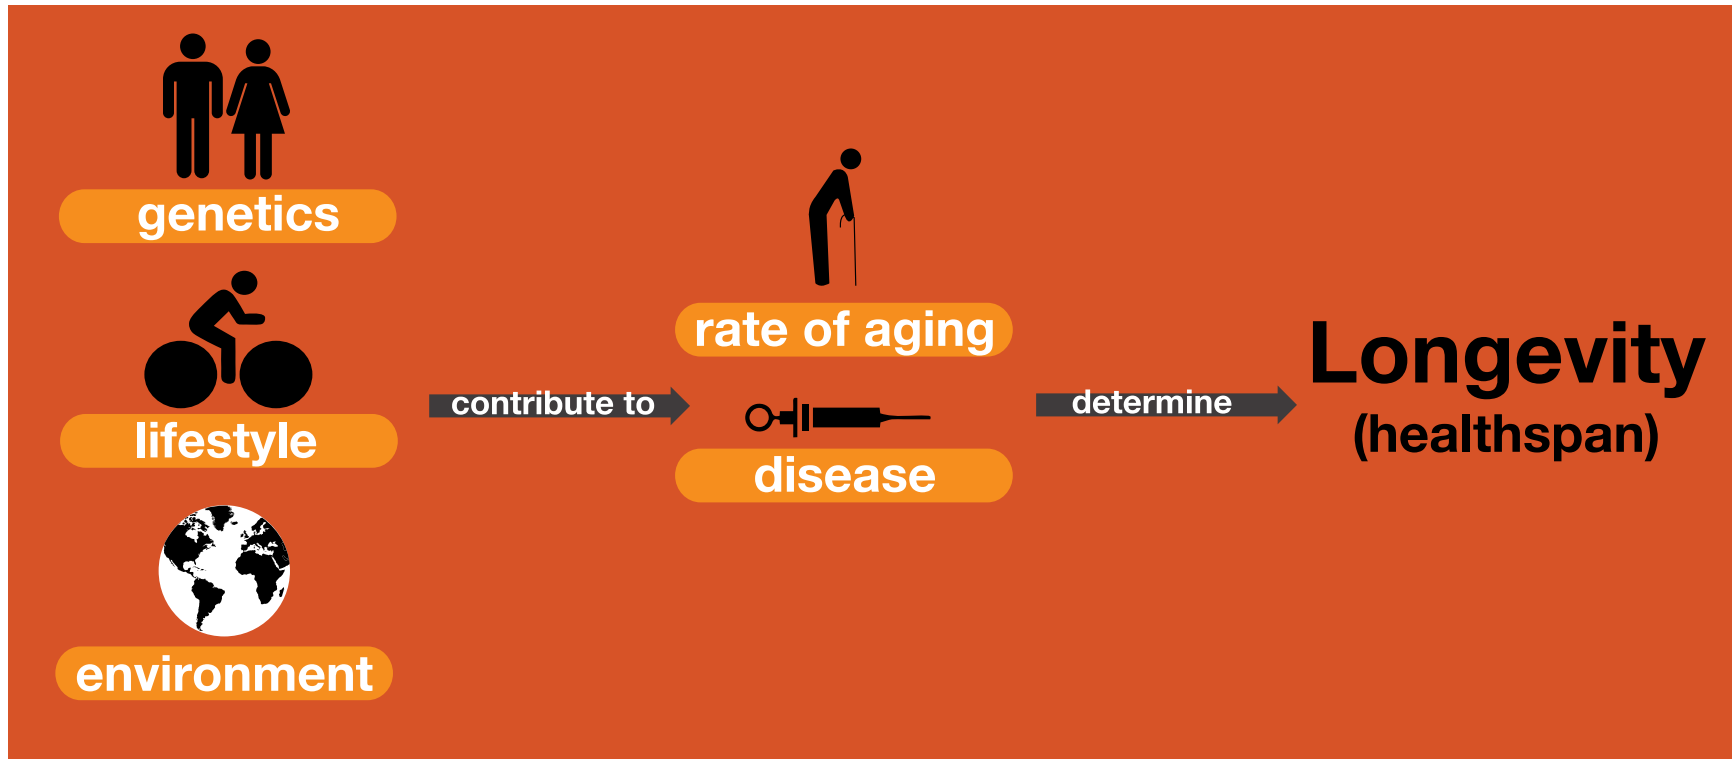 genetics
lifestyle
environment
contribute to
rate of aging
disease
determine
Longevity
(healthspan)